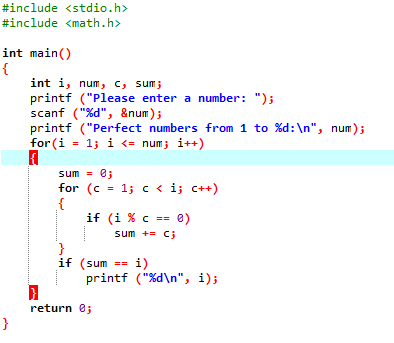 #include <stdio.h>
#include <math.h>

int main()
{
    int i, num, c, sum;
    printf ("Please enter a number: ");
    scanf ("%d", &num);
    printf ("Perfect numbers from 1 to %d:\n", num);
    for(i = 1; i <= num; i++)
    {
        sum = 0;
        for (c = 1; c < i; c++)
        {
            if (i % c == 0)
                sum += c;
        }
        if (sum == i)
            printf ("%d\n", i);
    }
    return 0;
}